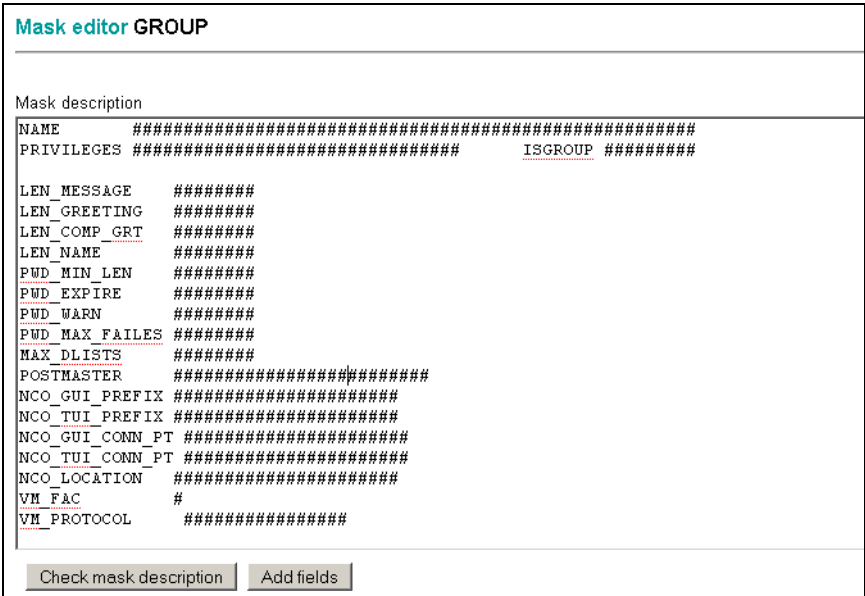 Mask editor GROUP
Mask description
NAME #######################################################
PRIVILEGES ################################ ISGROUP #########
LEN_MESSAGE ########
LEN_GREETING ########
LEN_COMP_GRT ########
LEN_NAME ########
PWD_MIN_LEN ########
PWD_EXPIRE ########
PWD_WARN ########
PWD_MAX_FAILES ########
MAX_DLISTS ########
POSTMASTER #########################
NCO_GUI_PREFIX ######################
NCO_TUI_PREFIX ######################
NCO_GUI_CONN_PT ######################
NCO_TUI_CONN_PT ######################
NCO_LOCATION ######################
VM_FAC #
VM_PROTOCOL ################
Check mask description Add fields